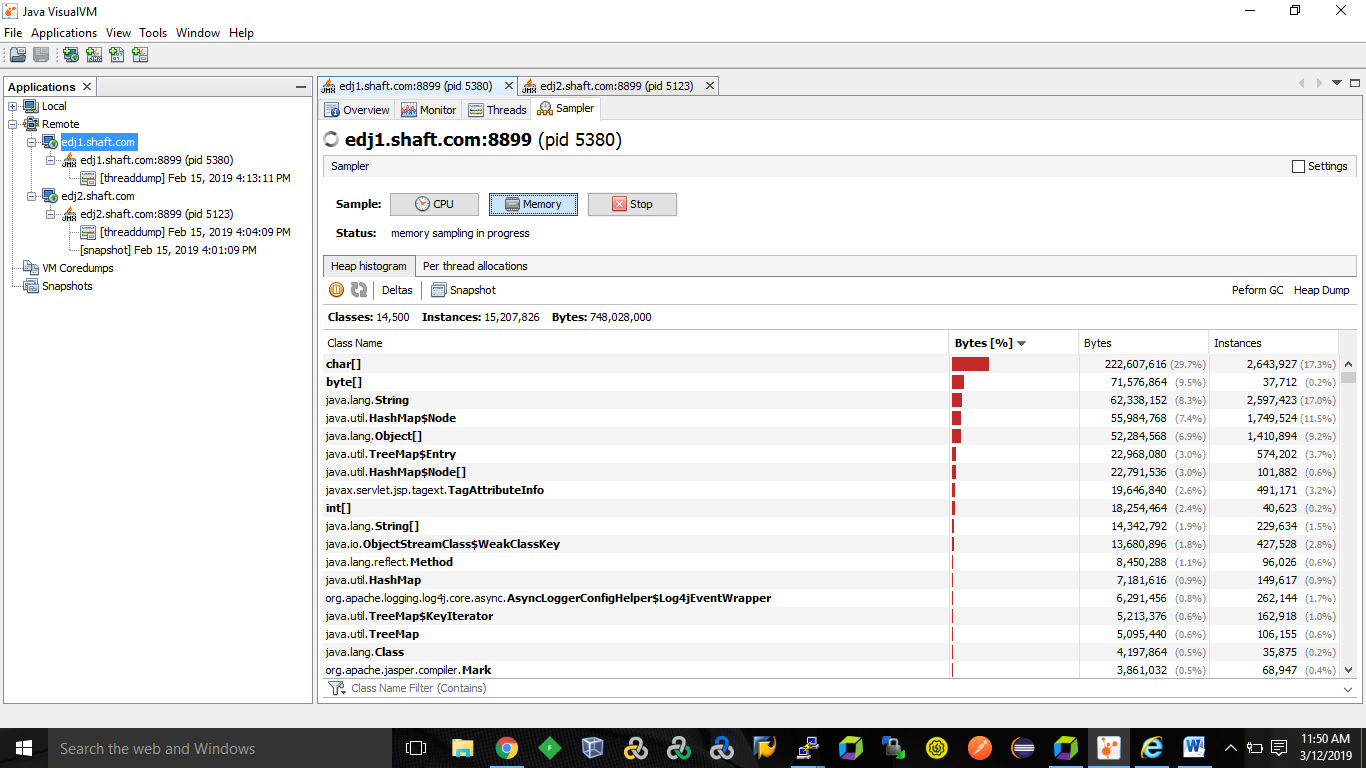 Java VisualVM
File Applications View Tools Window Help
Applications
Local
Remote
edj1.shaft.com
edj1.shaft.com:8899 (pid 5380)
[threaddump] Feb 15, 2019 4:13:11 PM
edj2.shaft.com
edj2.shaft.com:8899 (pid 5123)
[threaddump] Feb 15, 2019 4:04:09 PM
[snapshot] Feb 15, 2019 4:01:09 PM
VM Coredumps
Snapshots
edj1.shaft.com:8899 (pid 5380) edj2.shaft.com:8899 (pid 5123)
Overview Monitor Threads Sampler
edj1.shaft.com:8899 (pid 5380)
Sampler Settings
Sample: CPU Memory Stop
Status: memory sampling in progress
Heap histogram Per thread allocations
Deltas Snapshot Peform GC Heap Dump
Classes: 14,500 Instances: 15,207,826 Bytes: 748,028,000
Class Name Bytes [%] Bytes Instances
char[] 222,607,616 (29.7%) 2,643,927 (17.3%)
byte[] 71,576,864 (9.5%) 37,712 (0.2%)
java.lang.String 62,338,152 (8.3%) 2,597,423 (17.0%)
java.util.HashMap$Node 55,984,768 (7.4%) 1,749,524 (11.5%)
java.lang.Object[] 52,284,568 (6.9%) 1,410,894 (9.2%)
java.util.TreeMap$Entry 22,968,080 (3.0%) 574,202 (3.7%)
java.util.HashMap$Node[] 22,791,536 (3.0%) 101,882 (0.6%)
javax.servlet.jsp.tagext.TagAttributeInfo 19,646,840 (2.6%) 491,171 (3.2%)
int[] 18,254,464 (2.4%) 40,623 (0.2%)
java.lang.String[] 14,342,792 (1.9%) 229,634 (1.5%)
java.io.ObjectStreamClass$WeakClassKey 13,680,896 (1.8%) 427,528 (2.8%)
java.lang.reflect.Method 8,450,288 (1.1%) 96,026 (0.6%)
java.util.HashMap 7,181,616 (0.9%) 149,617 (0.9%)
org.apache.logging.log4j.core.async.AsyncLoggerConfigHelper$Log4jEventWrapper 6,291,456 (0.8%) 262,144 (1.7%)
java.util.TreeMap$KeyIterator 5,213,376 (0.6%) 162,918 (1.0%)
java.util.TreeMap 5,095,440 (0.6%) 106,155 (0.6%)
java.lang.Class 4,197,864 (0.5%) 35,875 (0.2%)
org.apache.jasper.compiler.Mark 3,861,032 (0.5%) 68,947 (0.4%)
Class Name Filter (Contains)
Search the web and Windows
11:50 AM
3/12/2019